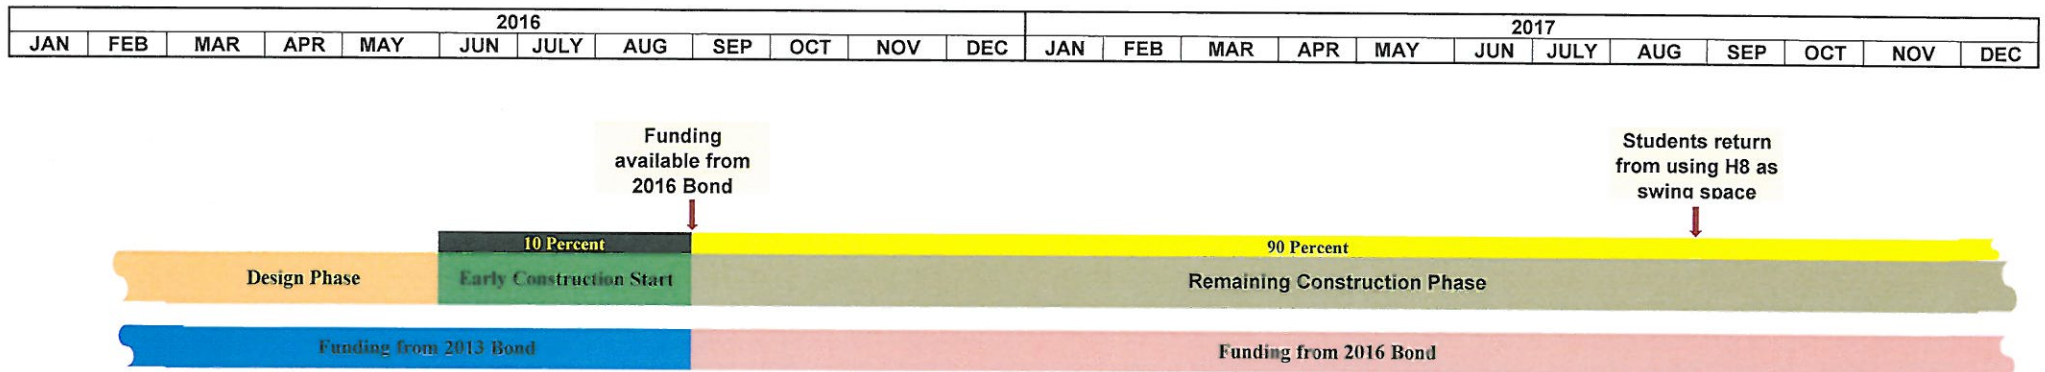 2016 2017
JAN FEB MAR APR MAY JUN JULY AUG SEP OCT NOV DEC JAN FEB MAR APR MAY JUN JULY AUG SEP OCT NOV DEC
Funding
available from
2016 Bond
Students return
from using H8 as
swing space
10 Percent 90 Percent
Design Phase Early Construction Start Remaining Construction Phase
Funding from 2013 Bond Funding from 2016 Bond